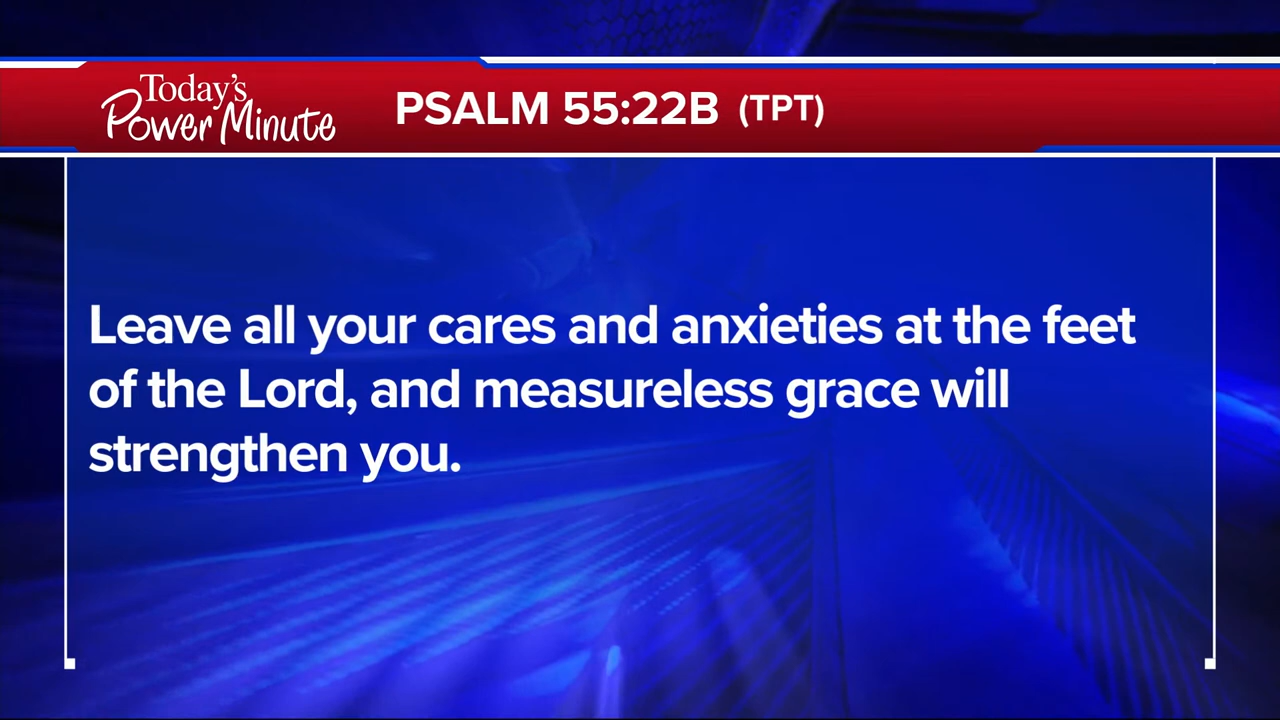 Today's
Power Minute
PSALM 55:22B (TPT)
Leave all your cares and anxieties at the feet
of the Lord, and measureless grace will
strengthen you.